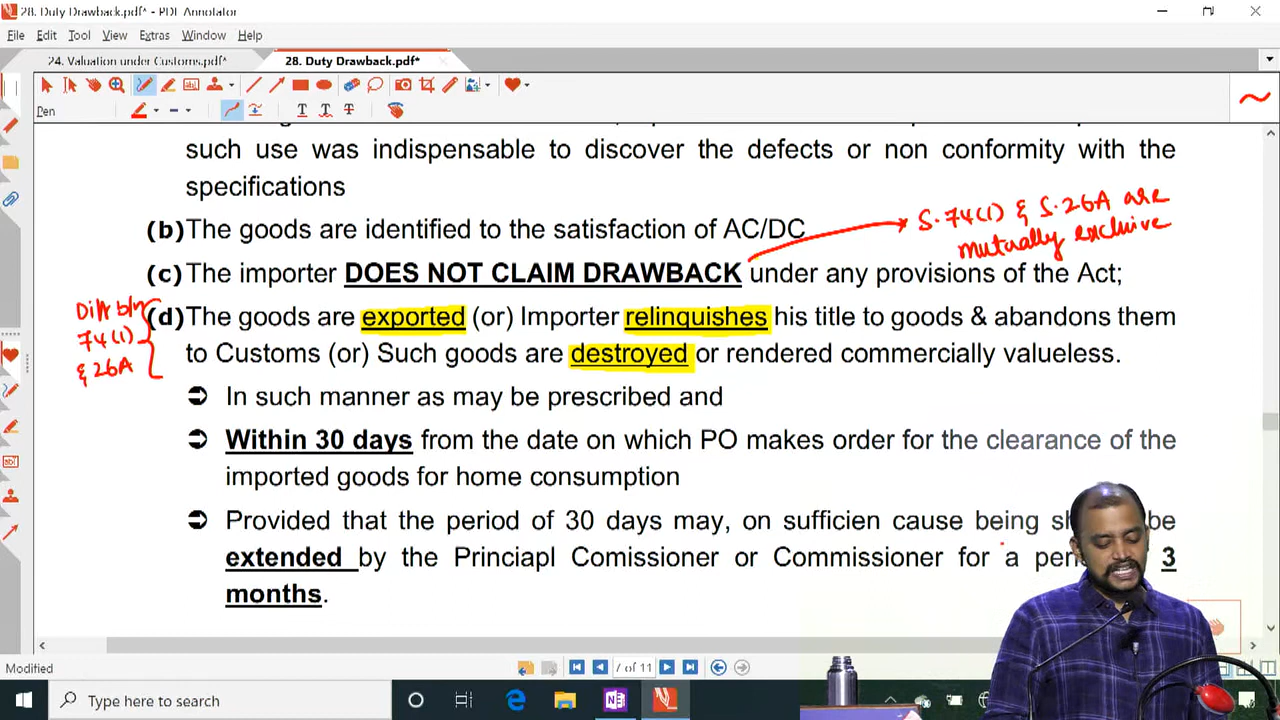 28. Duty Drawback.pdf* - PDF Annotator
File Edit Tool View Extras Window Help
24. Valuation under Customs.pdf* 28. Duty Drawback.pdf*
Pen
such use was indispensable to discover the defects or non conformity with the
specifications
(b) The goods are identified to the satisfaction of AC/DC
S.74(1) & S.26A are
mutually exclusive
(c) The importer DOES NOT CLAIM DRAWBACK under any provisions of the Act;
Diff b/n
74(1)
& 26A
(d) The goods are exported (or) Importer relinquishes his title to goods & abandons them
to Customs (or) Such goods are destroyed or rendered commercially valueless.
➲ In such manner as may be prescribed and
➲ Within 30 days from the date on which PO makes order for the clearance of the
imported goods for home consumption
➲ Provided that the period of 30 days may, on sufficien cause being be
extended by the Princiapl Comissioner or Commissioner for a 3
months.
Modified
7 of 11
Type here to search